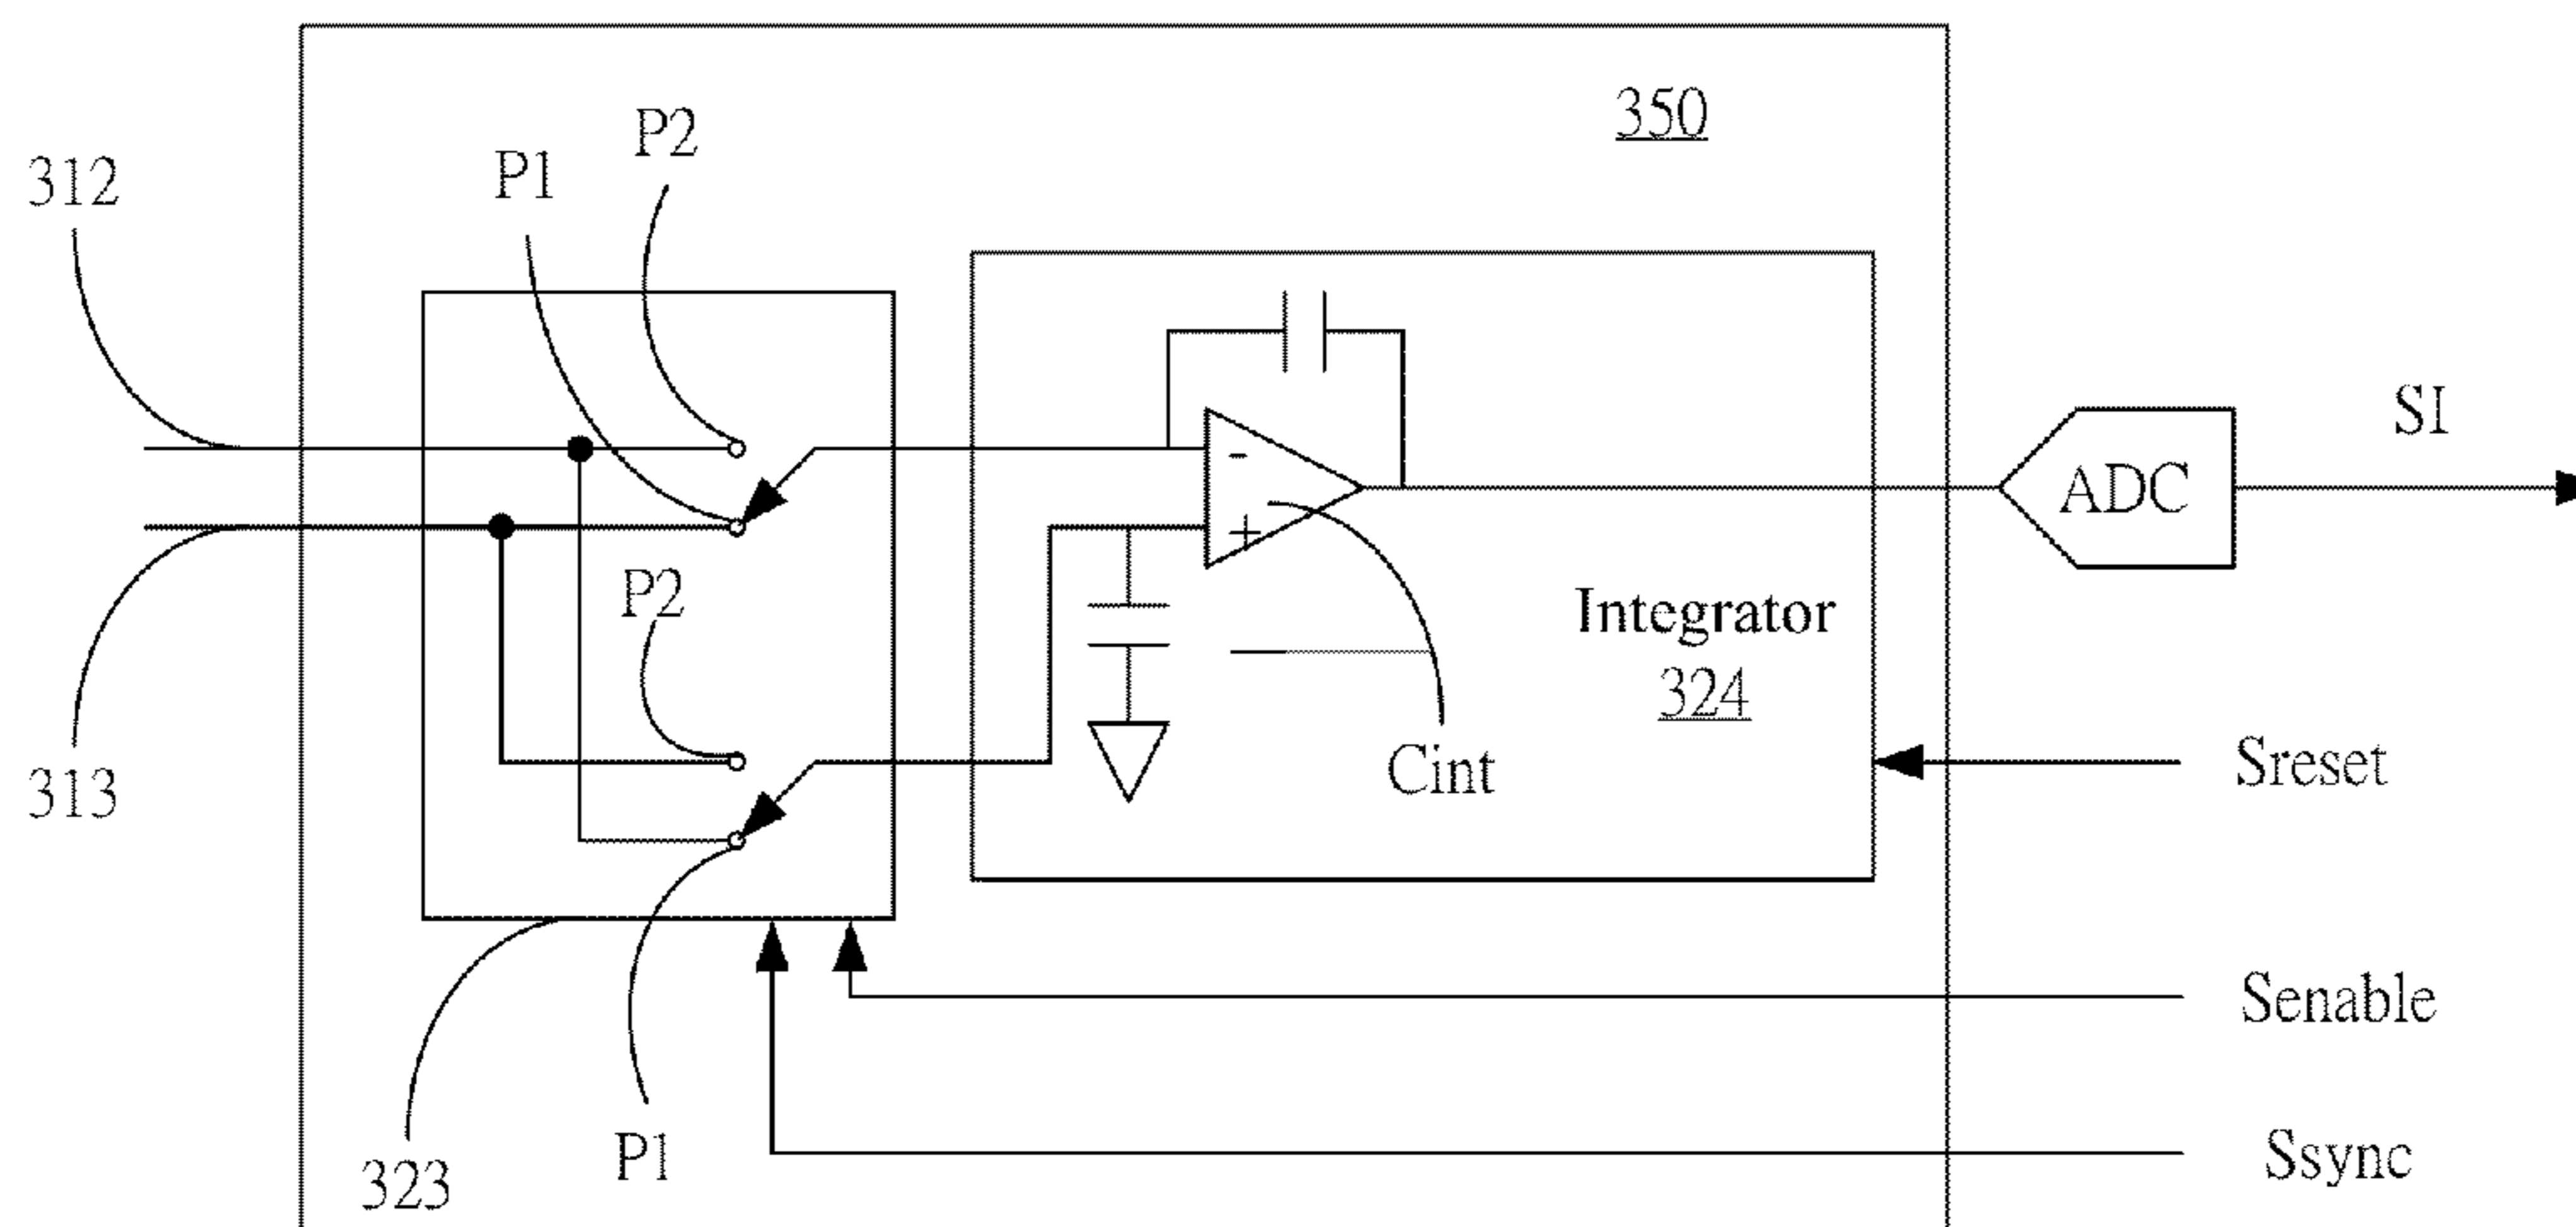 350
P2
P1
312
SI
-
ADC
+
P2
Integrator
324
313
Cint
Sreset
Senable
P1
Ssync
323